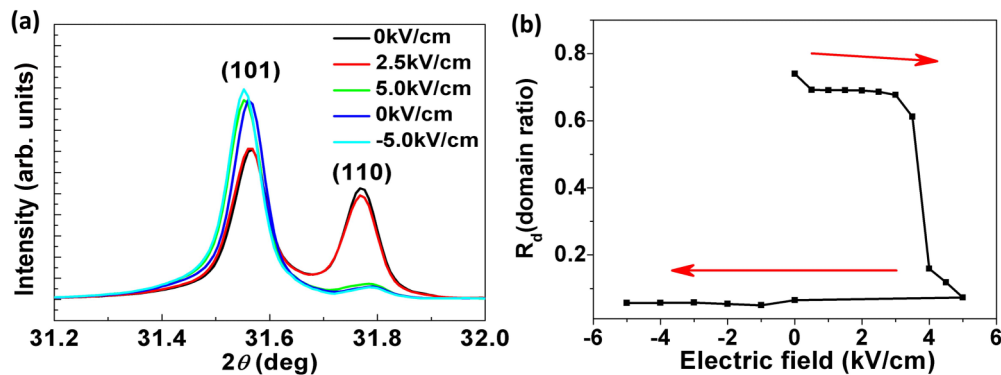 (a)
(101)
(110)
0kV/cm
2.5kV/cm
5.0kV/cm
0kV/cm
-5.0kV/cm
Intensity (arb. units)
31.2 31.4 31.6 31.8 32.0
2θ (deg)
(b)
R_d(domain ratio)
0.8
0.6
0.4
0.2
-6 -4 -2 0 2 4 6
Electric field (kV/cm)